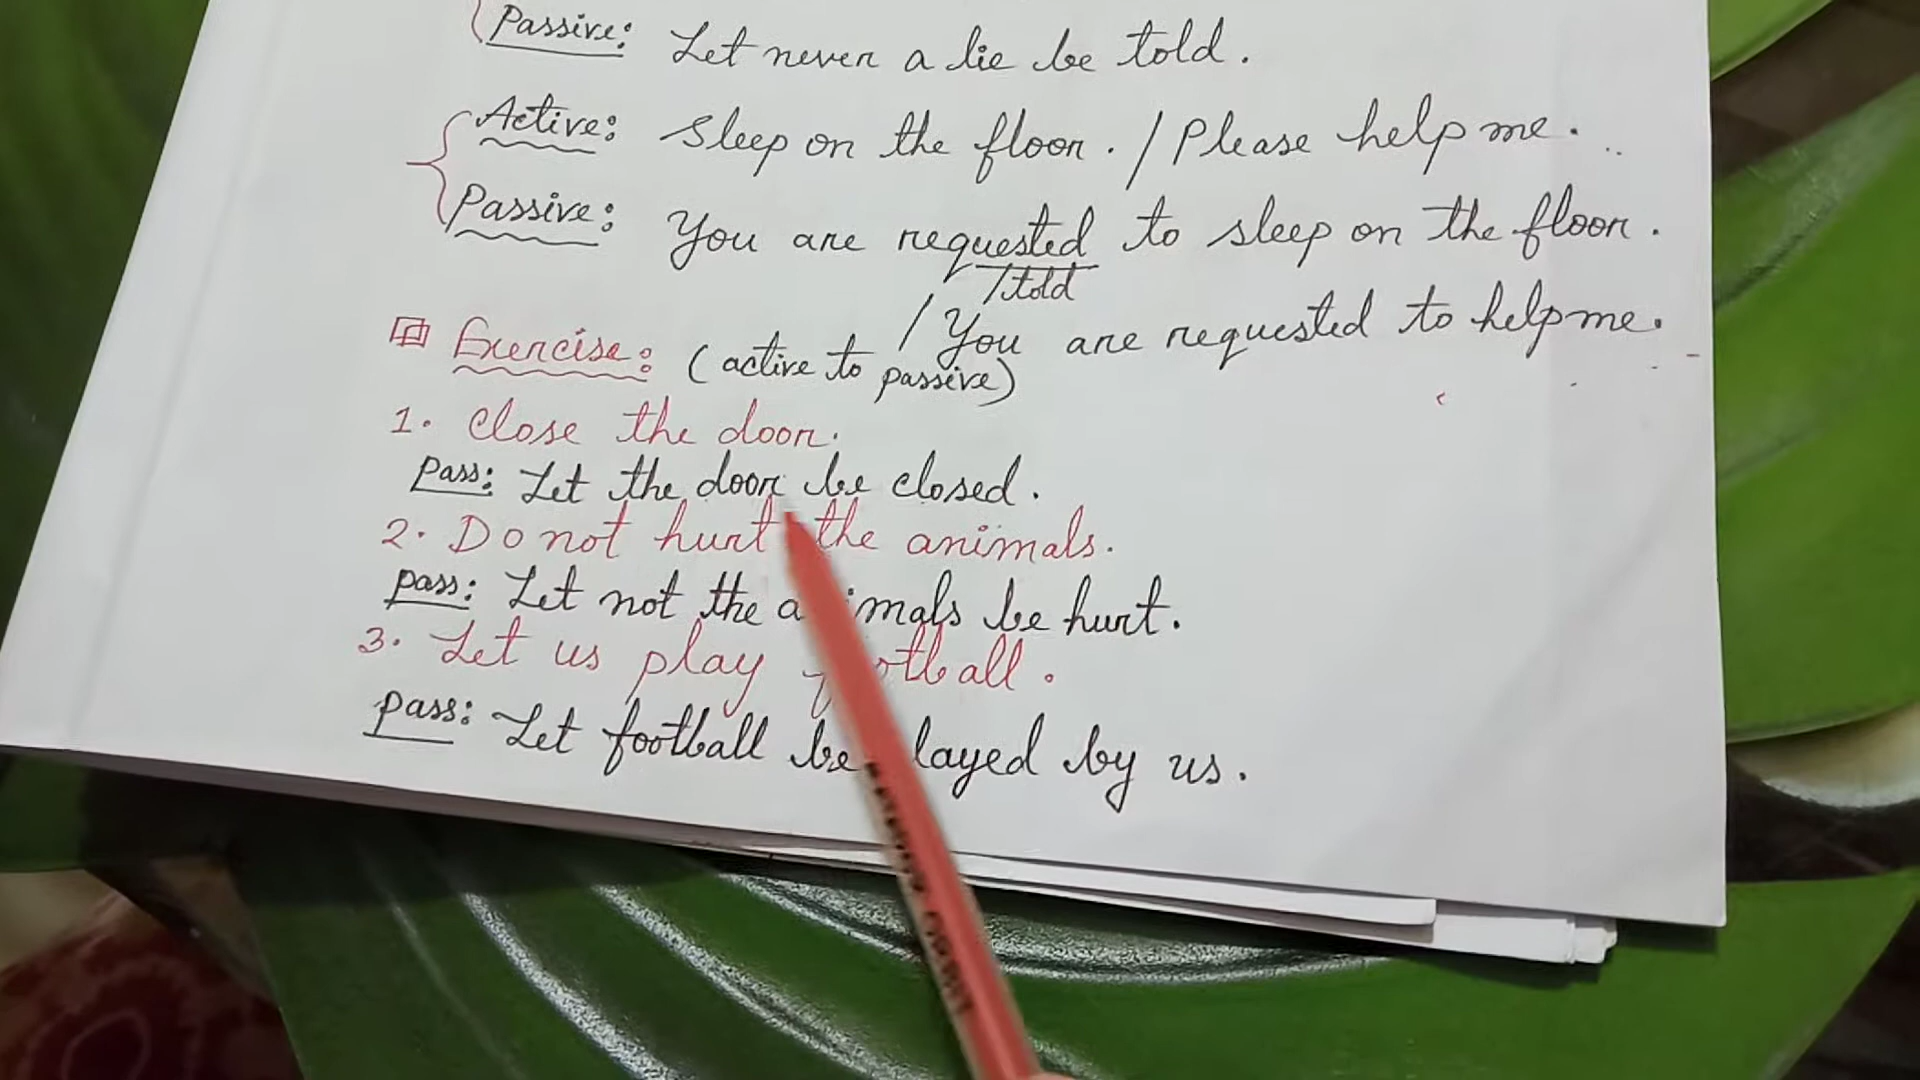 Passive: Let never a lie be told.
Active: Sleep on the floor. / Please help me.
Passive: You are requested to sleep on the floor.
/told
/ You are requested to help me.
Exercise: (active to passive)
1. Close the door.
Pass: Let the door be closed.
2. Do not hurt the animals.
Pass: Let not the animals be hurt.
3. Let us play football.
Pass: Let football be played by us.